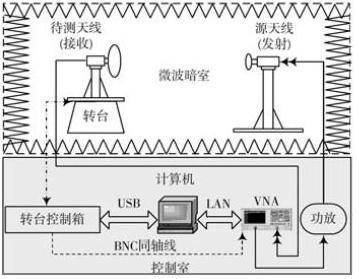 待测天线
(接收)
源天线
(发射)
微波暗室
转台
计算机
USB
LAN
VNA
转台控制箱
功放
BNC同轴线
控制室